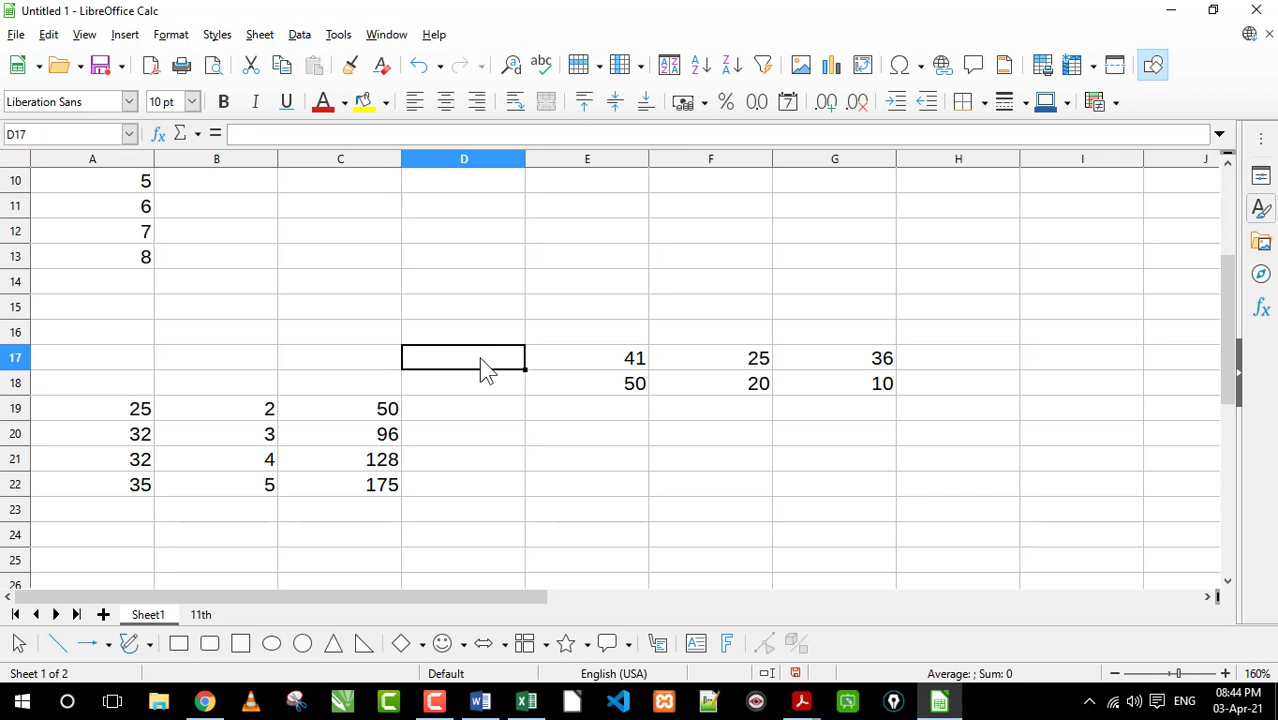 Untitled 1 - LibreOffice Calc
File Edit View Insert Format Styles Sheet Data Tools Window Help
Liberation Sans 10 pt
D17
A B C D E F G H I J
10 5
11 6
12 7
13 8
14
15
16
17 41 25 36
18 50 20 10
19 25 2 50
20 32 3 96
21 32 4 128
22 35 5 175
23
24
25
26
Sheet1 11th
Sheet 1 of 2 Default English (USA) Average: ; Sum: 0 160%
ENG 08:44 PM
03-Apr-21